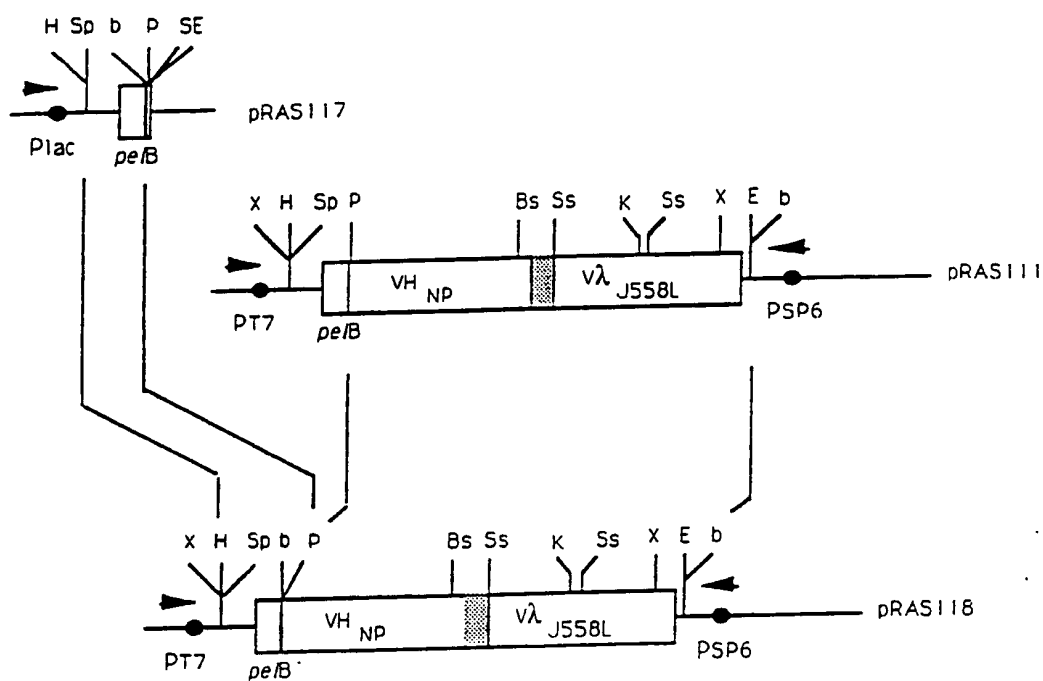 H Sp b P SE
pRAS117
Plac
pelB
X H Sp P Bs Ss K Ss X E b
VH NP
Vλ J558L
pRAS111
PT7
pelB
PSP6
X H Sp b P Bs Ss K Ss X E b
VH NP
Vλ J558L
pRAS118
PT7
pelB
PSP6